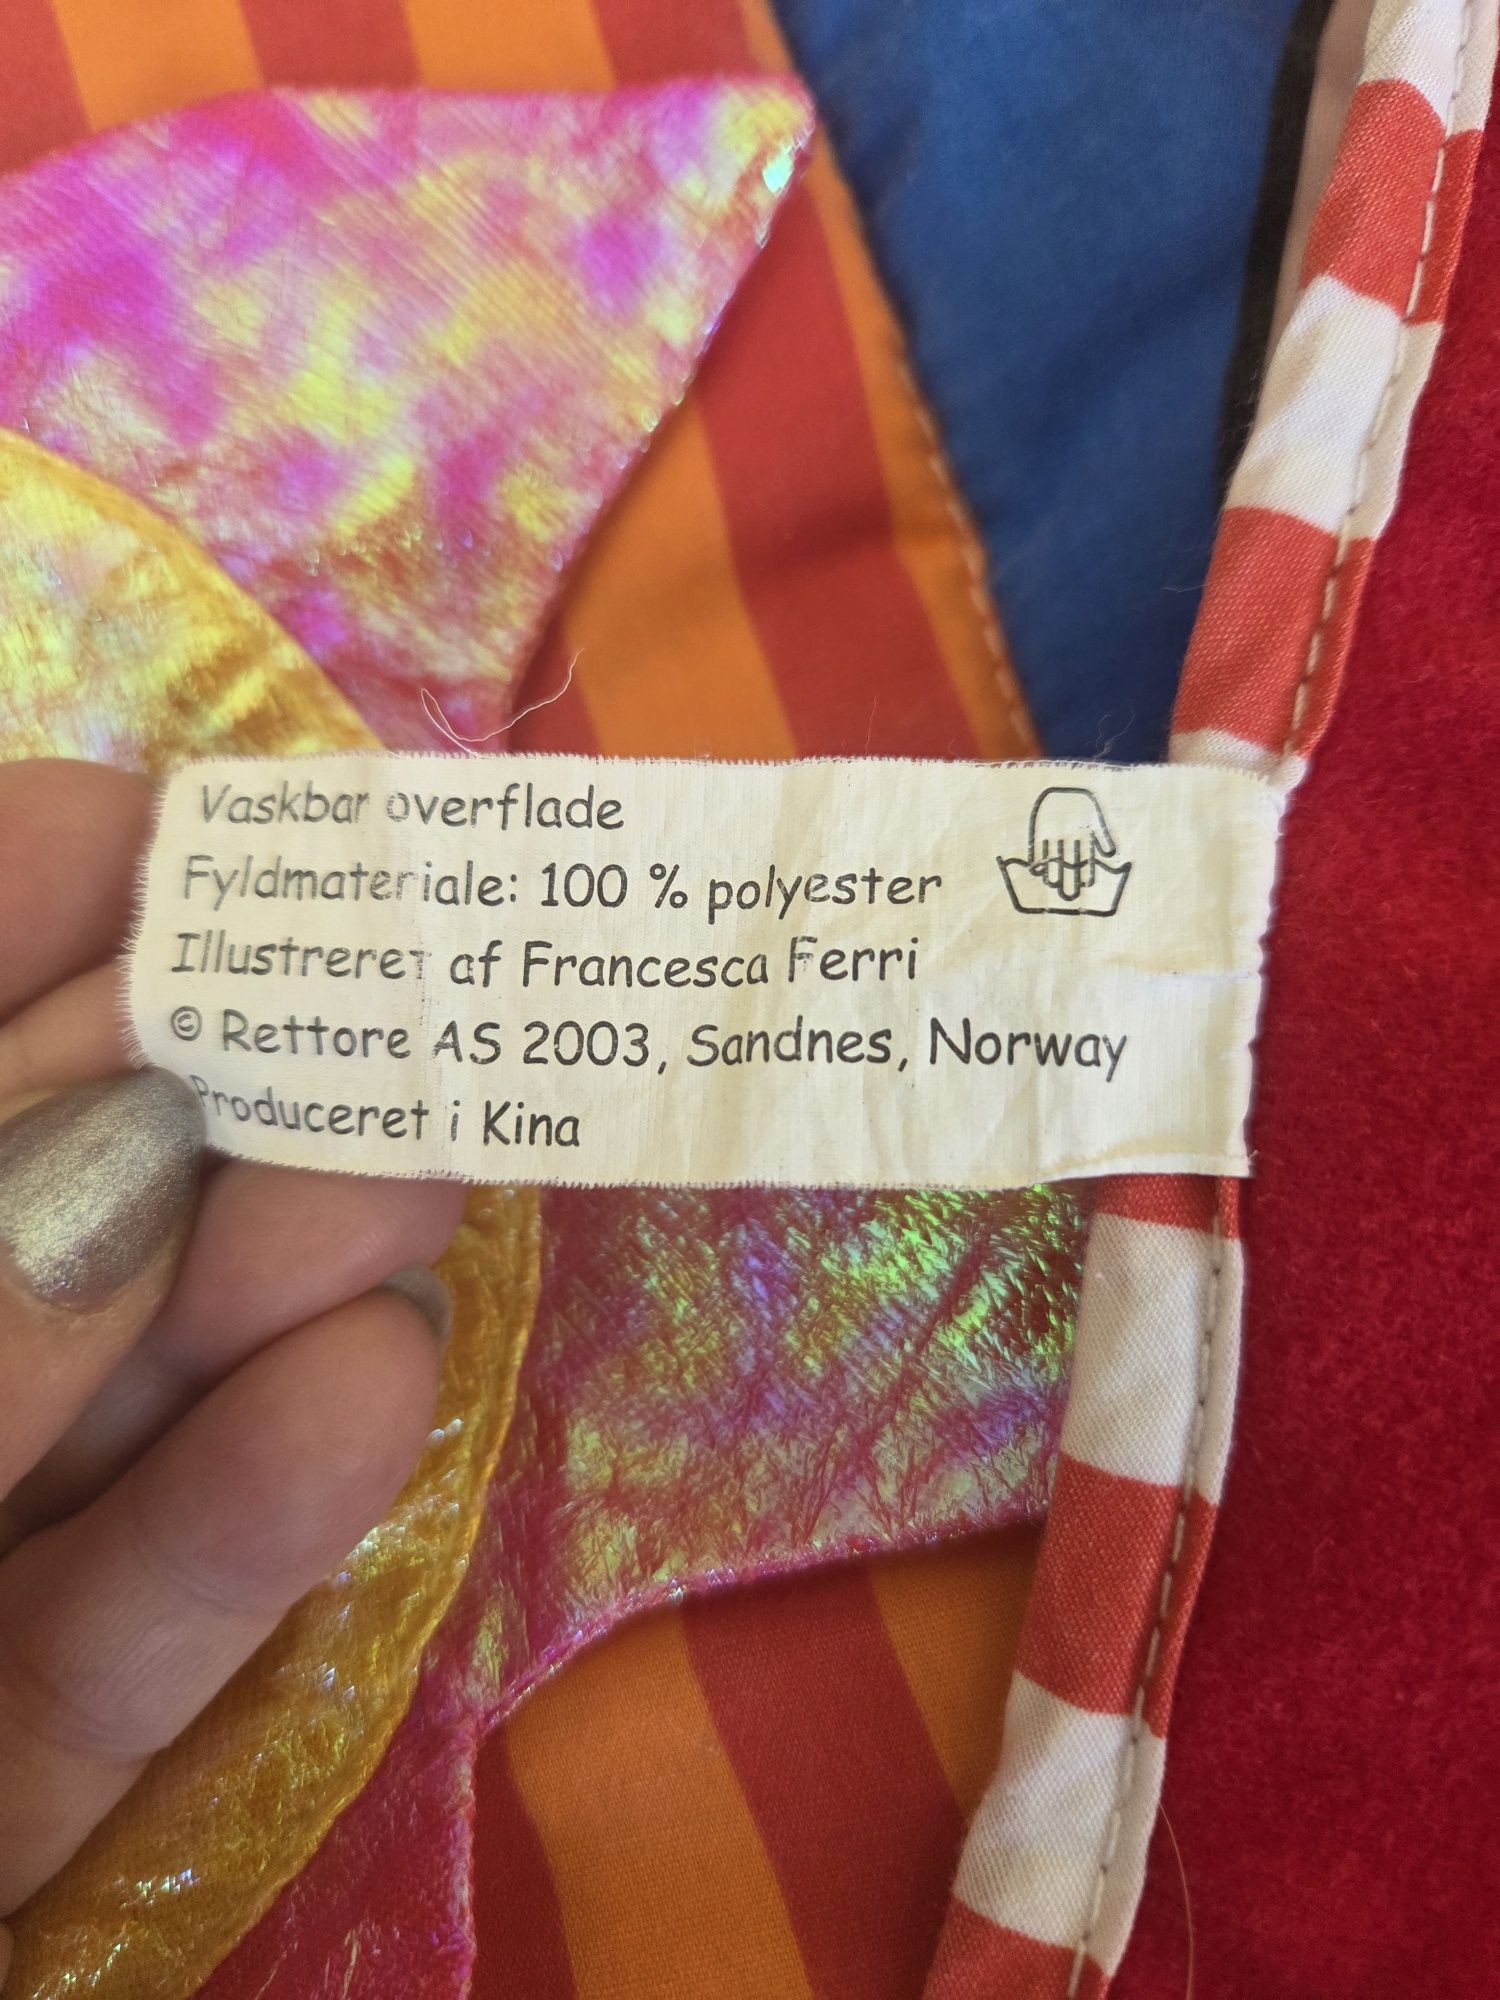 Vaskbar overflade
Fyldmateriale: 100 % polyester
Illustreret af Francesca Ferri
© Rettore AS 2003, Sandnes, Norway
Produceret i Kina